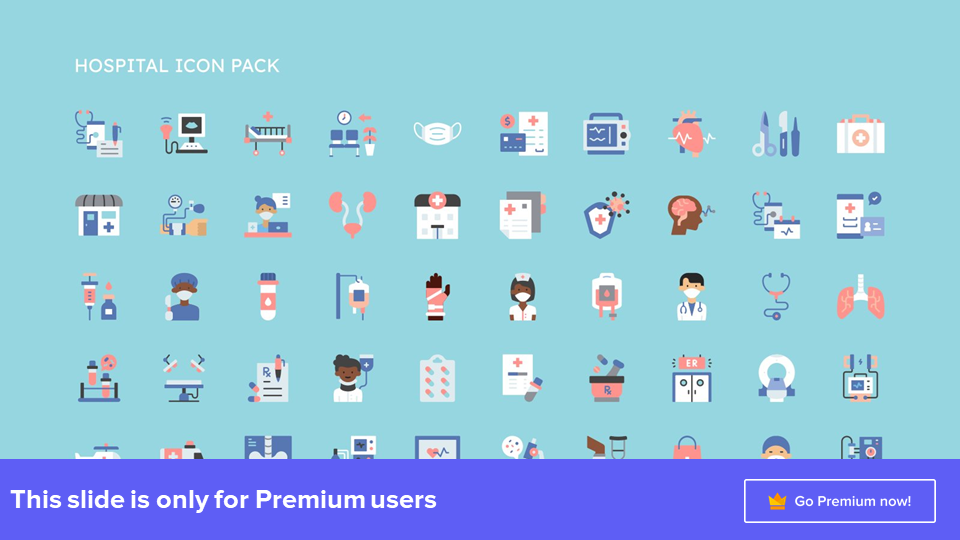 HOSPITAL ICON PACK
$
Rx
ER
Rx
This slide is only for Premium users
Go Premium now!